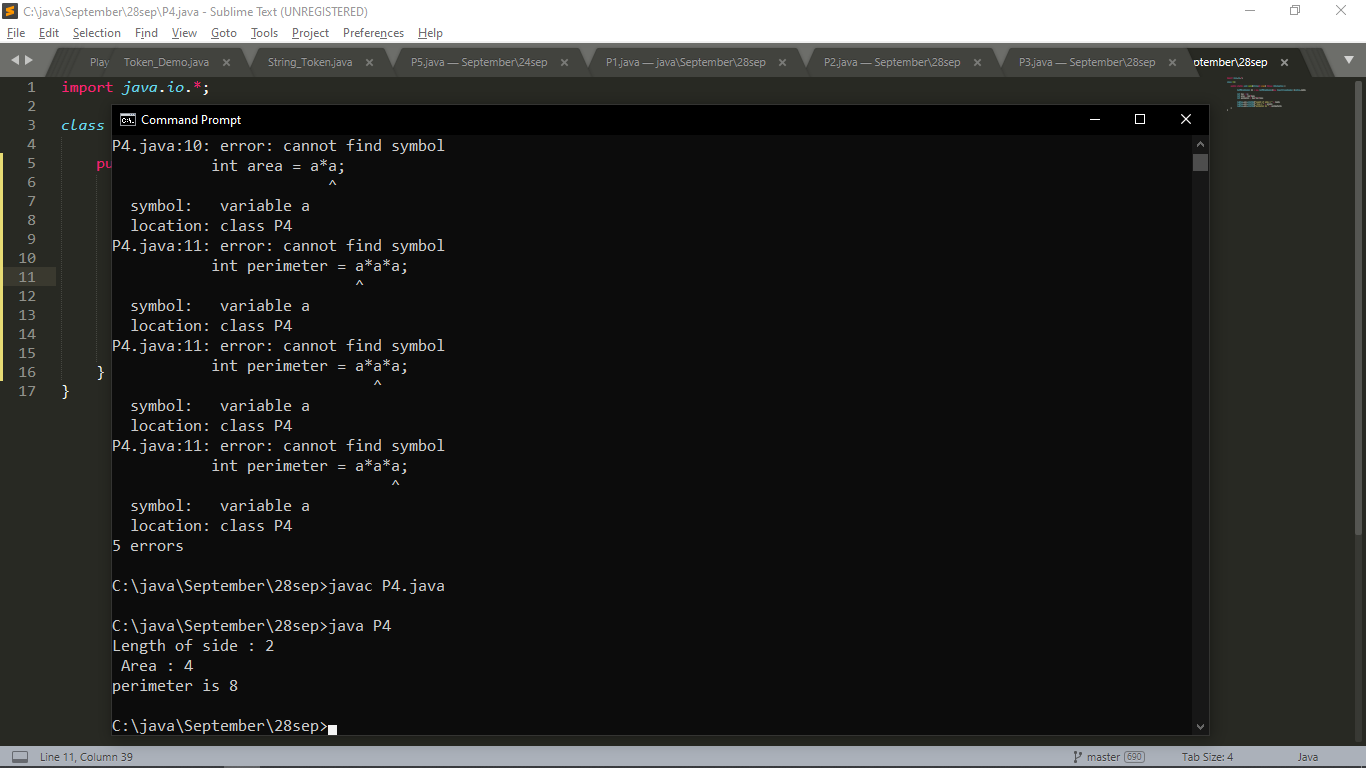 C:\java\September\28sep\P4.java - Sublime Text (UNREGISTERED)
File Edit Selection Find View Goto Tools Project Preferences Help
Play Token_Demo.java String_Token.java P5.java — September\24sep P1.java — java\September\28sep P2.java — September\28sep P3.java — September\28sep ptember\28sep
1 import java.io.*;
2
3 class
4
5 pu
6
7
8
9
10
11
12
13
14
15
16 }
17 }
Command Prompt
P4.java:10: error: cannot find symbol
int area = a*a;
^
symbol: variable a
location: class P4
P4.java:11: error: cannot find symbol
int perimeter = a*a*a;
^
symbol: variable a
location: class P4
P4.java:11: error: cannot find symbol
int perimeter = a*a*a;
^
symbol: variable a
location: class P4
P4.java:11: error: cannot find symbol
int perimeter = a*a*a;
^
symbol: variable a
location: class P4
5 errors
C:\java\September\28sep>javac P4.java
C:\java\September\28sep>java P4
Length of side : 2
Area : 4
perimeter is 8
C:\java\September\28sep>
Line 11, Column 39 master 690 Tab Size: 4 Java